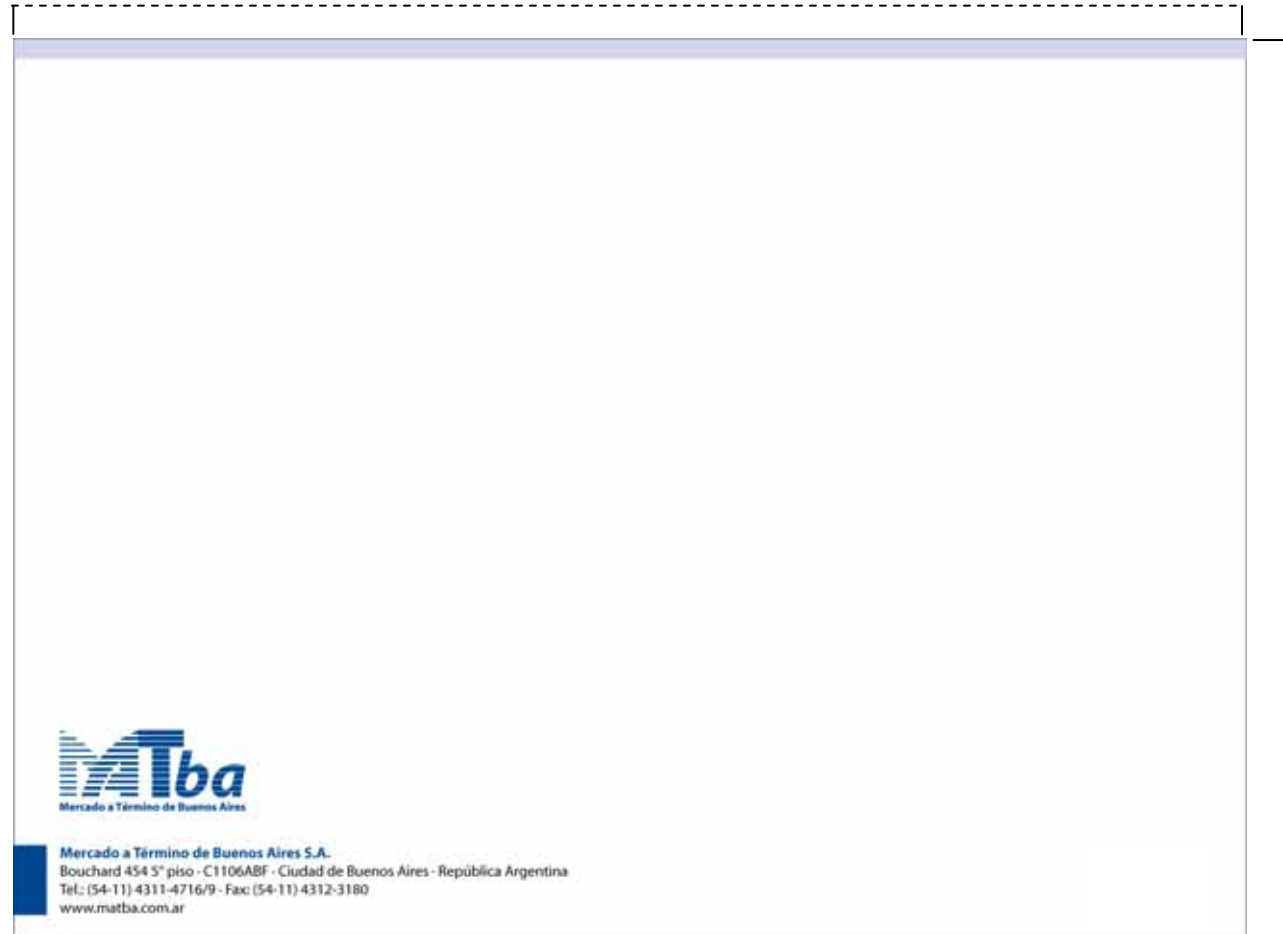 MATba
Mercado a Término de Buenos Aires
Mercado a Término de Buenos Aires S.A.
Bouchard 454 5° piso - C1106ABF - Ciudad de Buenos Aires - República Argentina
Tel.: (54-11) 4311-4716/9 - Fax: (54-11) 4312-3180
www.matba.com.ar